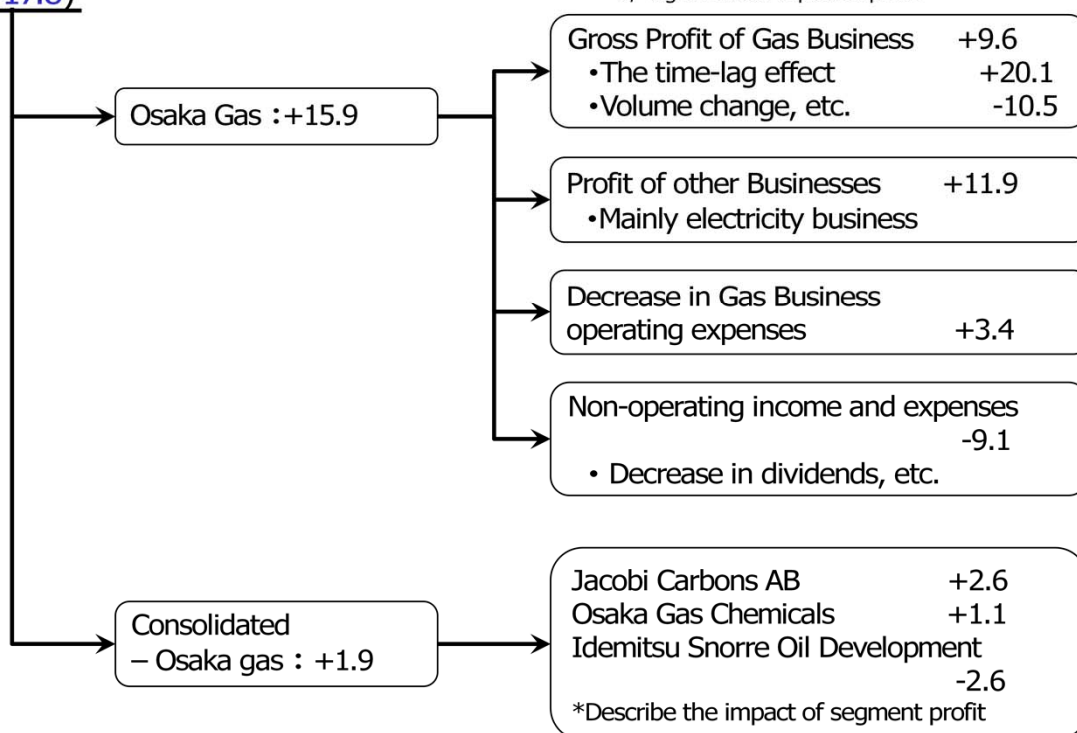 17.8)
Gross Profit of Gas Business +9.6
•The time-lag effect +20.1
•Volume change, etc. -10.5
Osaka Gas：+15.9
Profit of other Businesses +11.9
•Mainly electricity business
Decrease in Gas Business
operating expenses +3.4
Non-operating income and expenses
-9.1
• Decrease in dividends, etc.
Consolidated
– Osaka gas：+1.9
Jacobi Carbons AB +2.6
Osaka Gas Chemicals +1.1
Idemitsu Snorre Oil Development
-2.6
*Describe the impact of segment profit